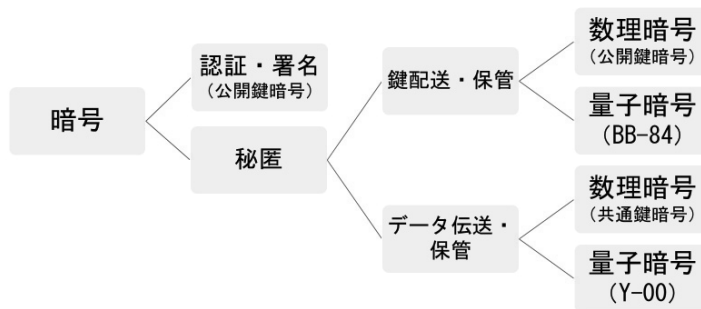 暗号
認証・署名
（公開鍵暗号）
秘匿
鍵配送・保管
データ伝送・
保管
数理暗号
（公開鍵暗号）
量子暗号
（BB-84）
数理暗号
（共通鍵暗号）
量子暗号
（Y-00）